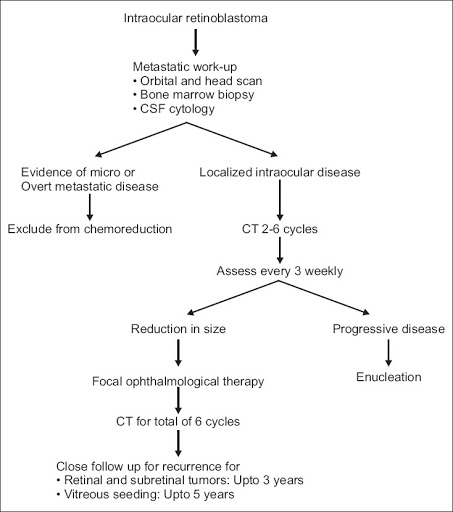 Intraocular retinoblastoma
Metastatic work-up
• Orbital and head scan
• Bone marrow biopsy
• CSF cytology
Evidence of micro or
Overt metastatic disease
Localized intraocular disease
Exclude from chemoreduction
CT 2-6 cycles
Assess every 3 weekly
Reduction in size
Progressive disease
Focal ophthalmological therapy
Enucleation
CT for total of 6 cycles
Close follow up for recurrence for
• Retinal and subretinal tumors: Upto 3 years
• Vitreous seeding: Upto 5 years